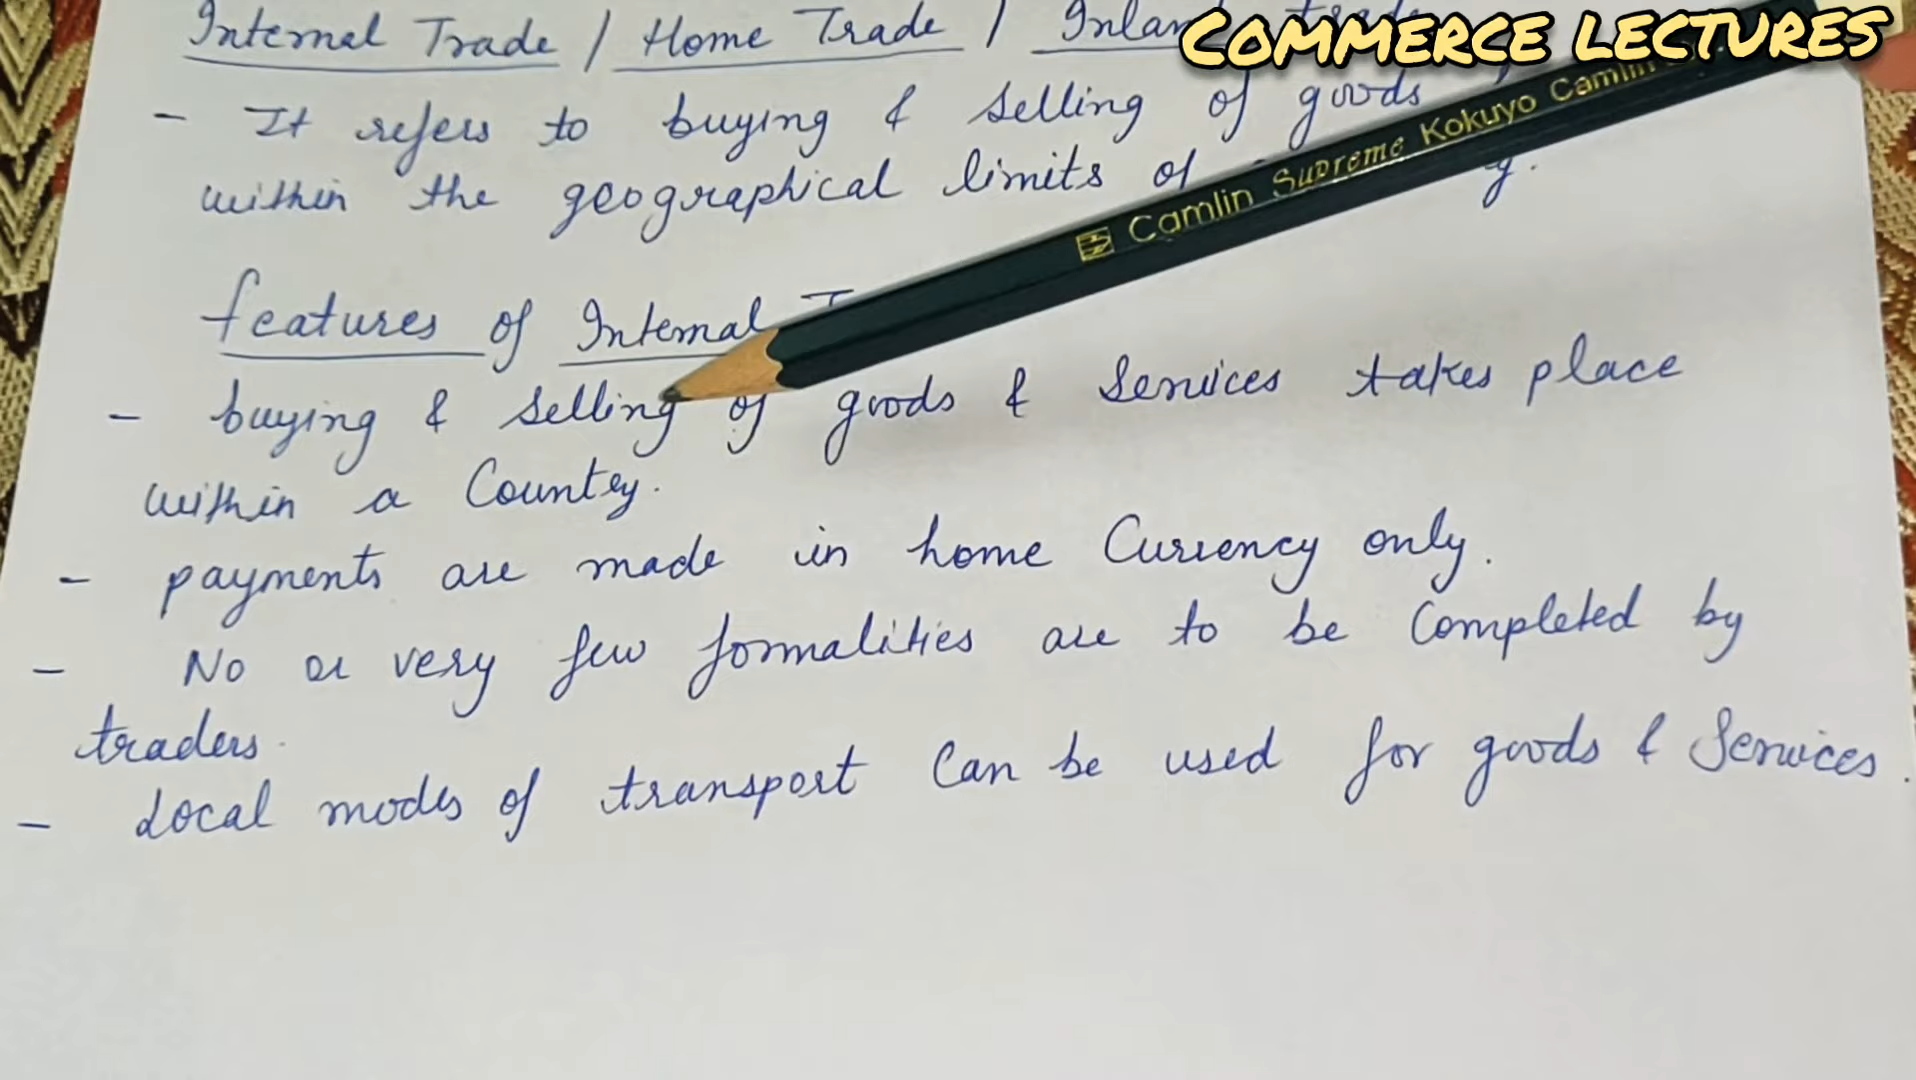 Internal Trade / Home Trade / Inland trade
COMMERCE LECTURES
- It refers to buying & selling of goods
within the geographical limits of
Camlin Supreme Kokuyo Camlin
features of Internal
- buying & selling of goods & Services takes place
within a Country.
- payments are made in home Currency only.
- No or very few formalities are to be Completed by
traders.
- Local modes of transport Can be used for goods & Services.